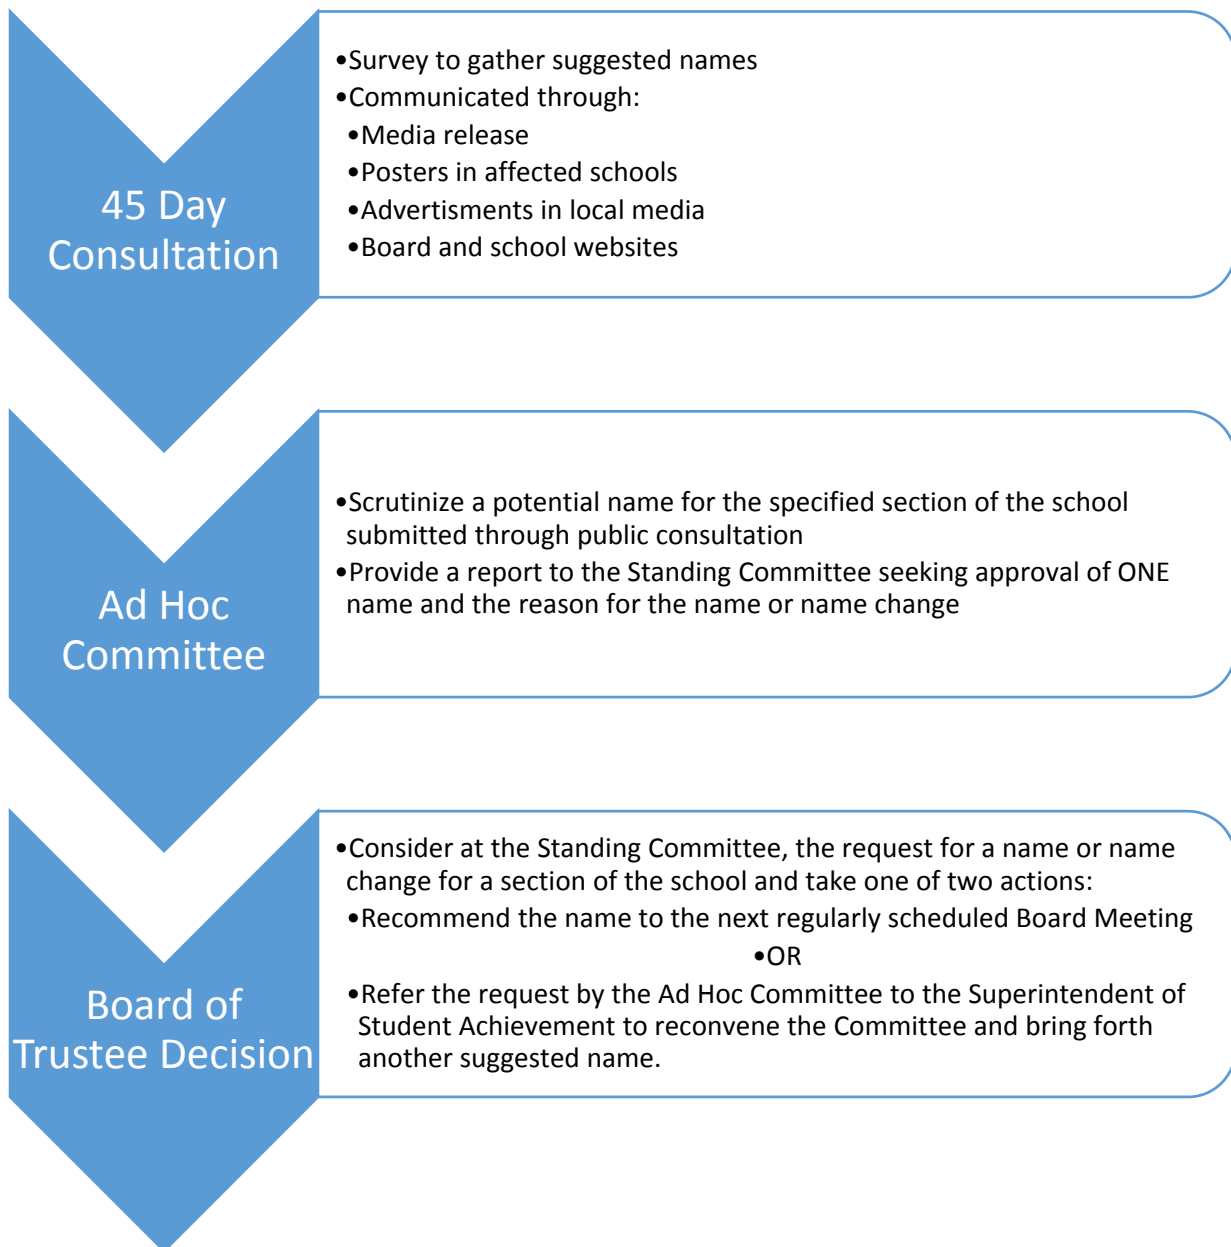 45 Day
Consultation
•Survey to gather suggested names
•Communicated through:
•Media release
•Posters in affected schools
•Advertisments in local media
•Board and school websites
Ad Hoc
Committee
•Scrutinize a potential name for the specified section of the school
submitted through public consultation
•Provide a report to the Standing Committee seeking approval of ONE
name and the reason for the name or name change
Board of
Trustee Decision
•Consider at the Standing Committee, the request for a name or name
change for a section of the school and take one of two actions:
•Recommend the name to the next regularly scheduled Board Meeting
•OR
•Refer the request by the Ad Hoc Committee to the Superintendent of
Student Achievement to reconvene the Committee and bring forth
another suggested name.